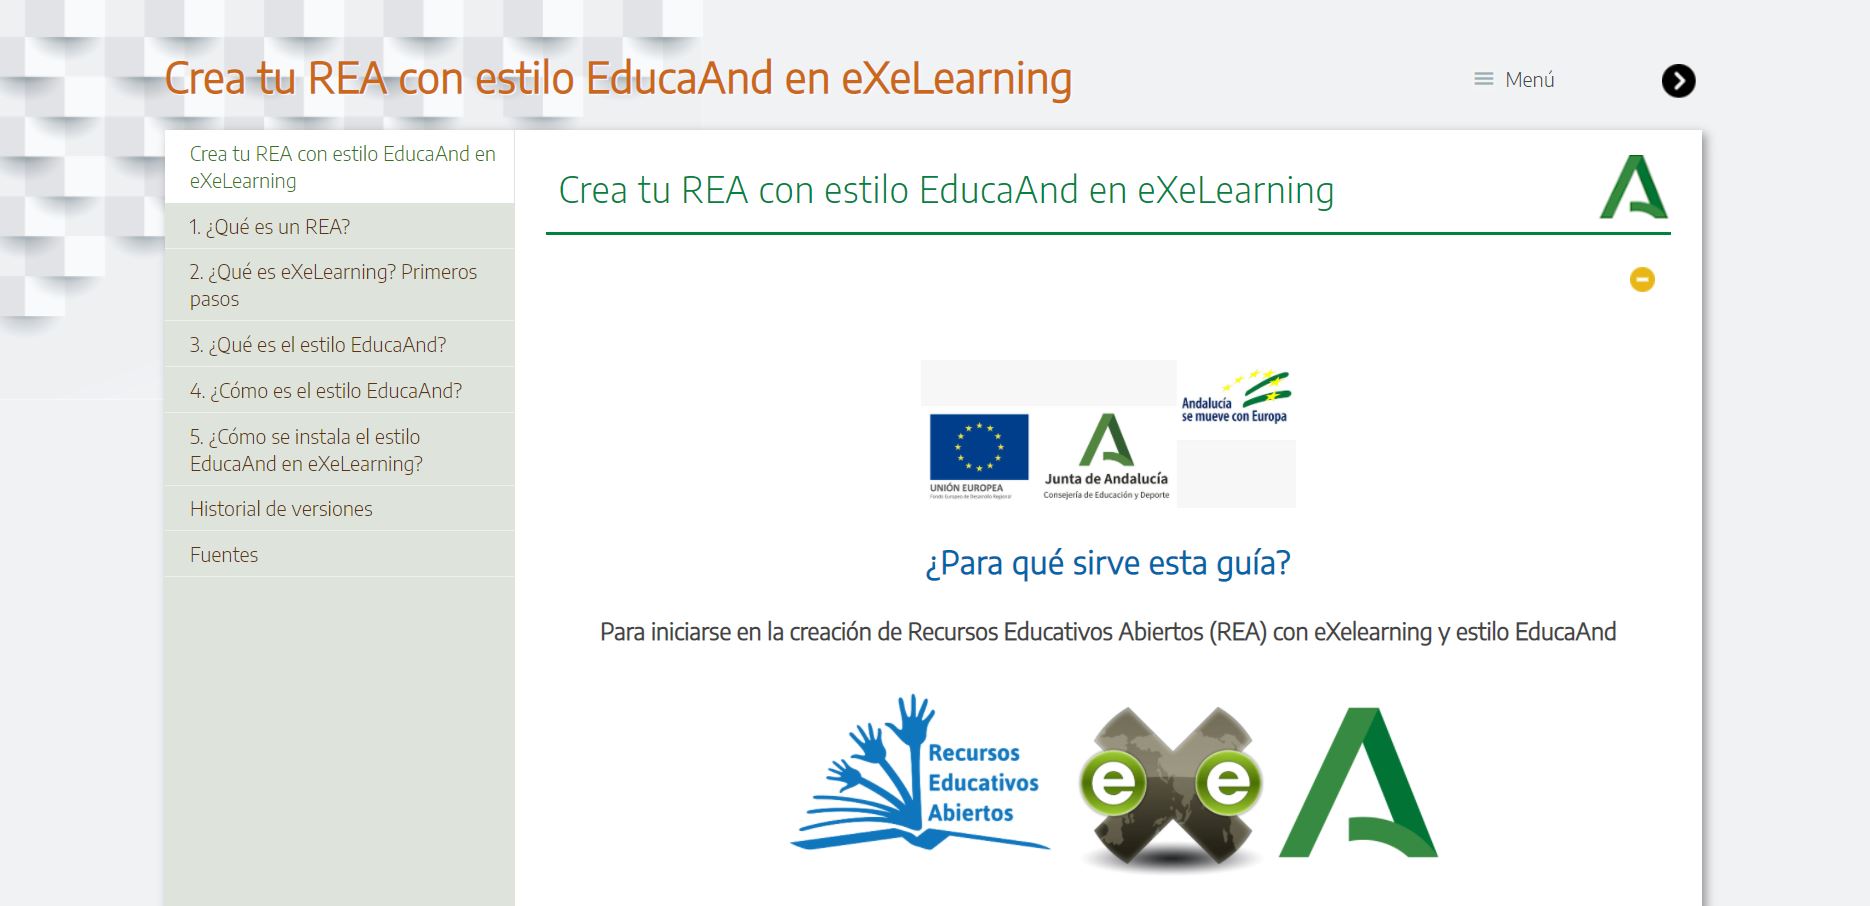 Crea tu REA con estilo EducaAnd en eXeLearning
Menú
Crea tu REA con estilo EducaAnd en
eXeLearning
1. ¿Qué es un REA?
2. ¿Qué es eXeLearning? Primeros
pasos
3. ¿Qué es el estilo EducaAnd?
4. ¿Cómo es el estilo EducaAnd?
5. ¿Cómo se instala el estilo
EducaAnd en eXeLearning?
Historial de versiones
Fuentes
Crea tu REA con estilo EducaAnd en eXeLearning
Andalucía
se mueve con Europa
UNIÓN EUROPEA
Fondo Europeo de Desarrollo Regional
Junta de Andalucía
Consejería de Educación y Deporte
¿Para qué sirve esta guía?
Para iniciarse en la creación de Recursos Educativos Abiertos (REA) con eXelearning y estilo EducaAnd
Recursos
Educativos
Abiertos
eXe